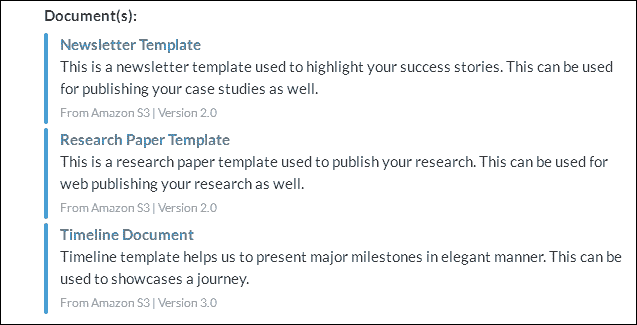 Document(s):
Newsletter Template
This is a newsletter template used to highlight your success stories. This can be used
for publishing your case studies as well.
From Amazon S3 | Version 2.0
Research Paper Template
This is a research paper template used to publish your research. This can be used for
web publishing your research as well.
From Amazon S3 | Version 2.0
Timeline Document
Timeline template helps us to present major milestones in elegant manner. This can be
used to showcases a journey.
From Amazon S3 | Version 3.0